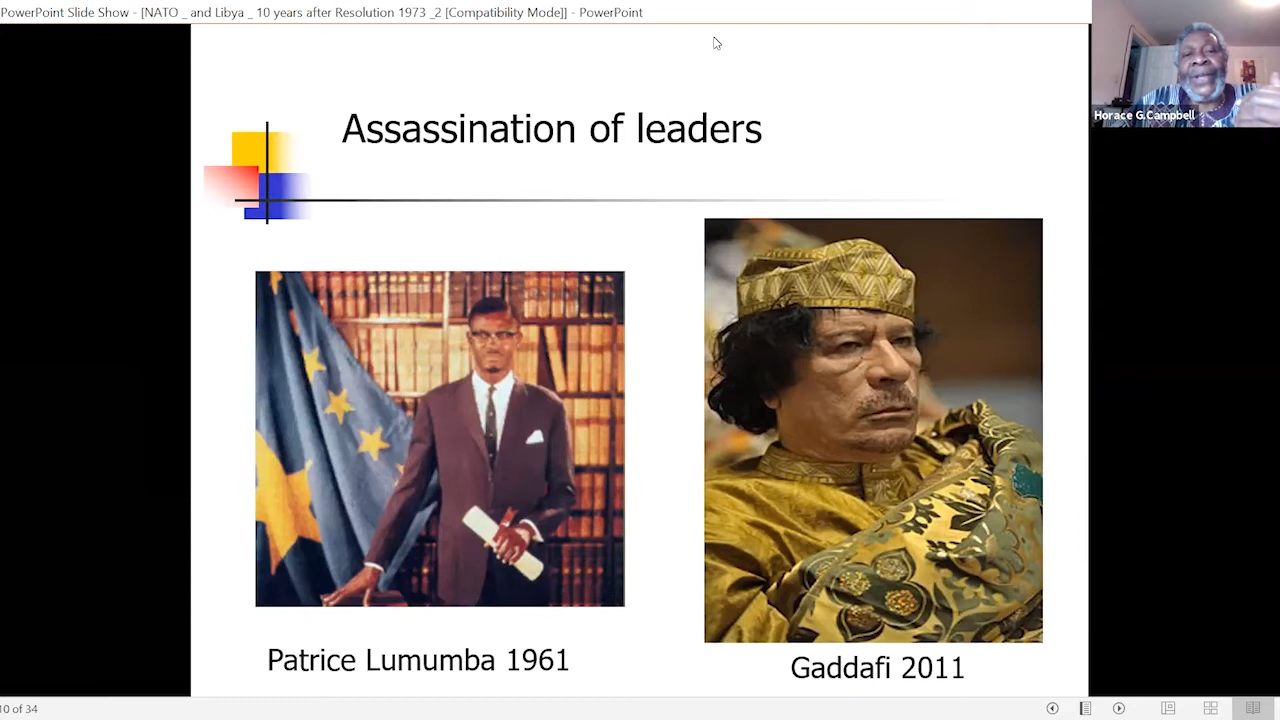 PowerPoint Slide Show - [NATO _ and Libya _ 10 years after Resolution 1973 _2 [Compatibility Mode]] - PowerPoint
Horace G.Campbell
Assassination of leaders
Patrice Lumumba 1961
Gaddafi 2011
10 of 34